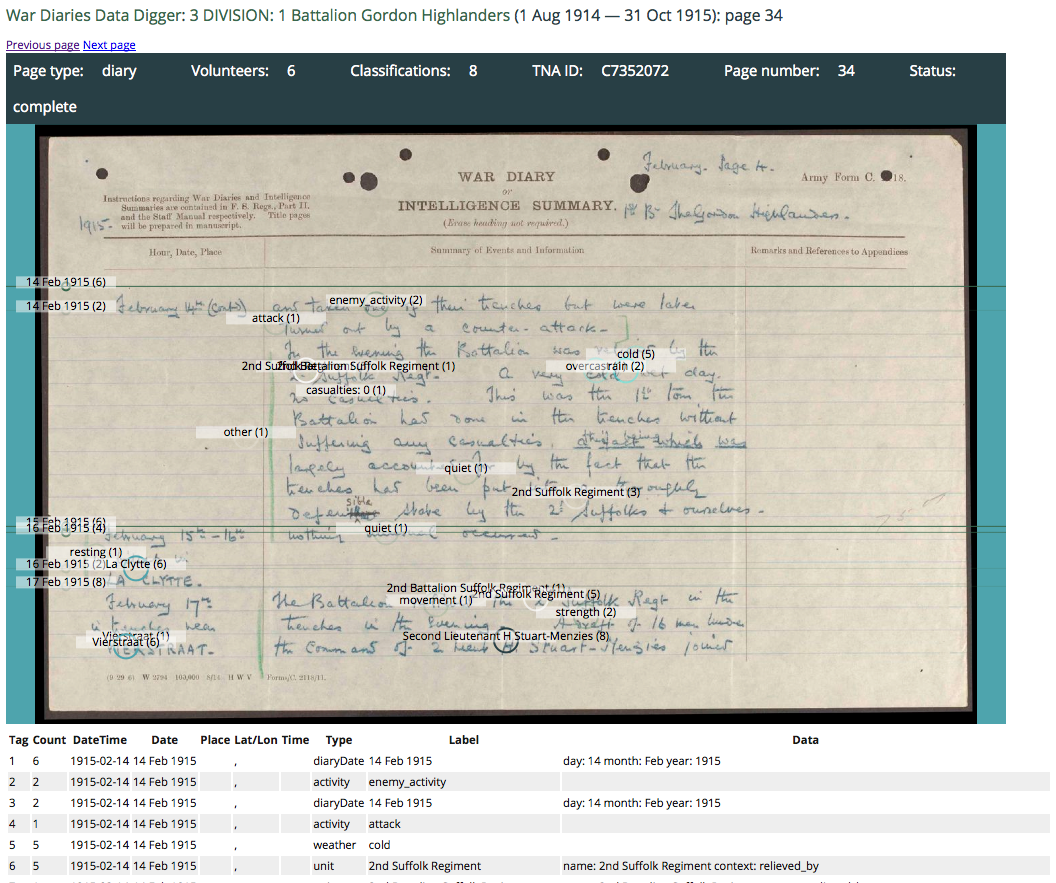 War Diaries Data Digger: 3 DIVISION: 1 Battalion Gordon Highlanders (1 Aug 1914 — 31 Oct 1915): page 34
Previous page Next page
Page type: diary Volunteers: 6 Classifications: 8 TNA ID: C7352072 Page number: 34 Status:
complete
February. Page 4.
WAR DIARY
or
INTELLIGENCE SUMMARY.
(Erase heading not required.)
Army Form C. 18.
Instructions regarding War Diaries and Intelligence
Summaries are contained in F. S. Regs., Part II.
and the Staff Manual respectively. Title pages
will be prepared in manuscript.
1915-
1st Bn The Gordon Highlanders.
Hour, Date, Place
Summary of Events and Information
Remarks and References to Appendices
14 Feb 1915 (6)
14 Feb 1915 (2)
enemy_activity (2)
attack (1)
February 14th (Contd) and taken one of their trenches but were later
turned out by a counter-attack-
In the evening the Battalion was by the
cold (5)
2nd Suffolk Regiment (1)
2nd Battalion Suffolk Regiment (1)
overcast
rain (2)
2 Suffolk Regt. A very cold wet day.
casualties: 0 (1)
no casualties. This was the 1st Tour the
Battalion had done in the trenches without
other (1)
suffering any casualties, which was
largely accounted for by the fact that the
quiet (1)
trenches had been put thoroughly
2nd Suffolk Regiment (3)
sible
defen state by the 2d Suffolks & ourselves.
15 Feb 1915 (6)
16 Feb 1915 (4)
quiet (1)
February 15th-16th nothing occurred.
resting (1)
16 Feb 1915 (2) La Clytte (6)
17 Feb 1915 (8)
LA CLYTTE.
2nd Battalion Suffolk Regiment (1)
2nd Suffolk Regiment (5)
movement (1)
February 17th The Battalion the 2d Suffolk Regt in the
strength (2)
in trenches near trenches in the evening A draft of 16 men under
Vierstraat (1)
Vierstraat (6)
Second Lieutenant H Stuart-Menzies (8)
VIERSTRAAT. the Command of 2 Lieut H Stuart-Menzies joined
(9 29 6) W 2794 100,000 8/14 H W V Forms/C. 2118/11.
Tag Count DateTime Date Place Lat/Lon Time Type Label Data
1 6 1915-02-14 14 Feb 1915 , diaryDate 14 Feb 1915 day: 14 month: Feb year: 1915
2 2 1915-02-14 14 Feb 1915 , activity enemy_activity
3 2 1915-02-14 14 Feb 1915 , diaryDate 14 Feb 1915 day: 14 month: Feb year: 1915
4 1 1915-02-14 14 Feb 1915 , activity attack
5 5 1915-02-14 14 Feb 1915 , weather cold
6 5 1915-02-14 14 Feb 1915 , unit 2nd Suffolk Regiment name: 2nd Suffolk Regiment context: relieved_by